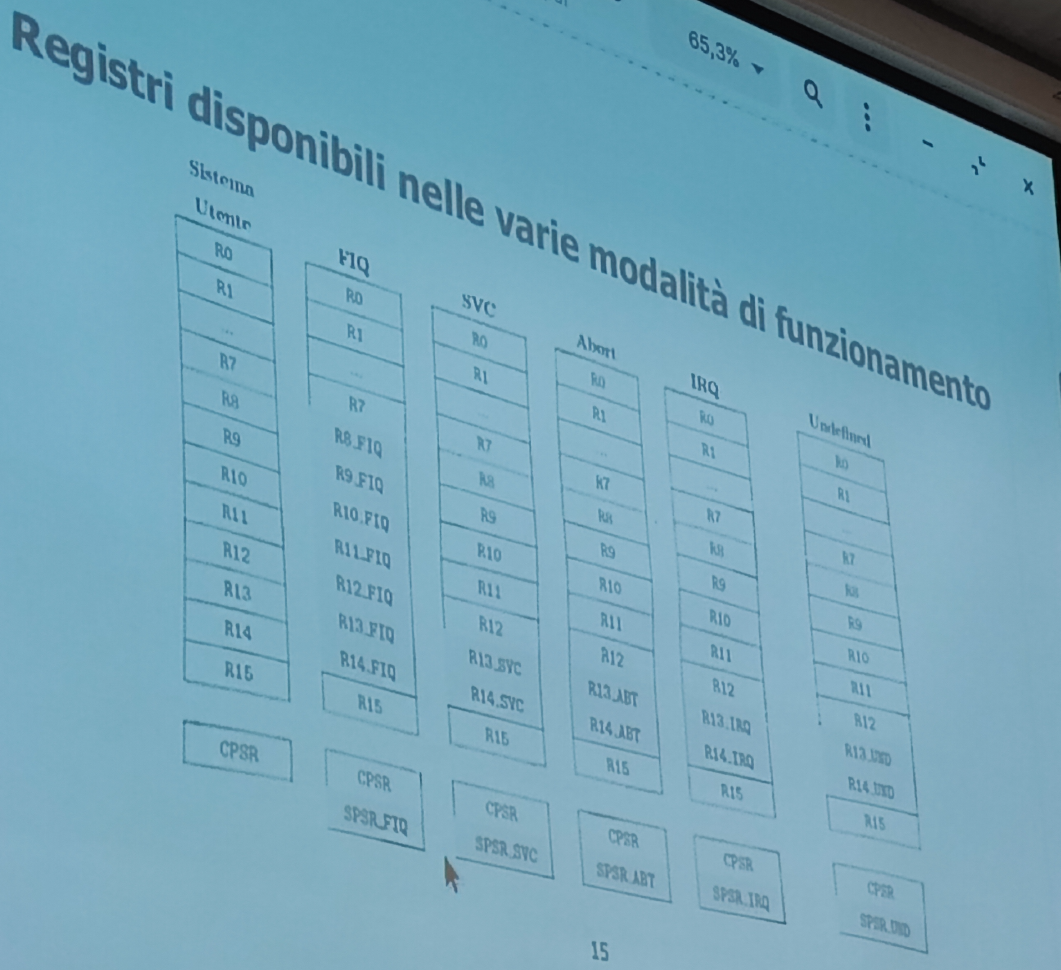 65,3%
Registri disponibili nelle varie modalità di funzionamento
Sistema
Utente
R0
R1
...
R7
R8
R9
R10
R11
R12
R13
R14
R15
CPSR
FIQ
R0
R1
...
R7
R8_FIQ
R9_FIQ
R10_FIQ
R11_FIQ
R12_FIQ
R13_FIQ
R14_FIQ
R15
CPSR
SPSR_FIQ
SVC
R0
R1
...
R7
R8
R9
R10
R11
R12
R13_SVC
R14_SVC
R15
CPSR
SPSR_SVC
Abort
R0
R1
...
R7
R8
R9
R10
R11
R12
R13_ABT
R14_ABT
R15
CPSR
SPSR_ABT
IRQ
R0
R1
...
R7
R8
R9
R10
R11
R12
R13_IRQ
R14_IRQ
R15
CPSR
SPSR_IRQ
Undefined
R0
R1
...
R7
R8
R9
R10
R11
R12
R13_UND
R14_UND
R15
CPSR
SPSR_UND
15